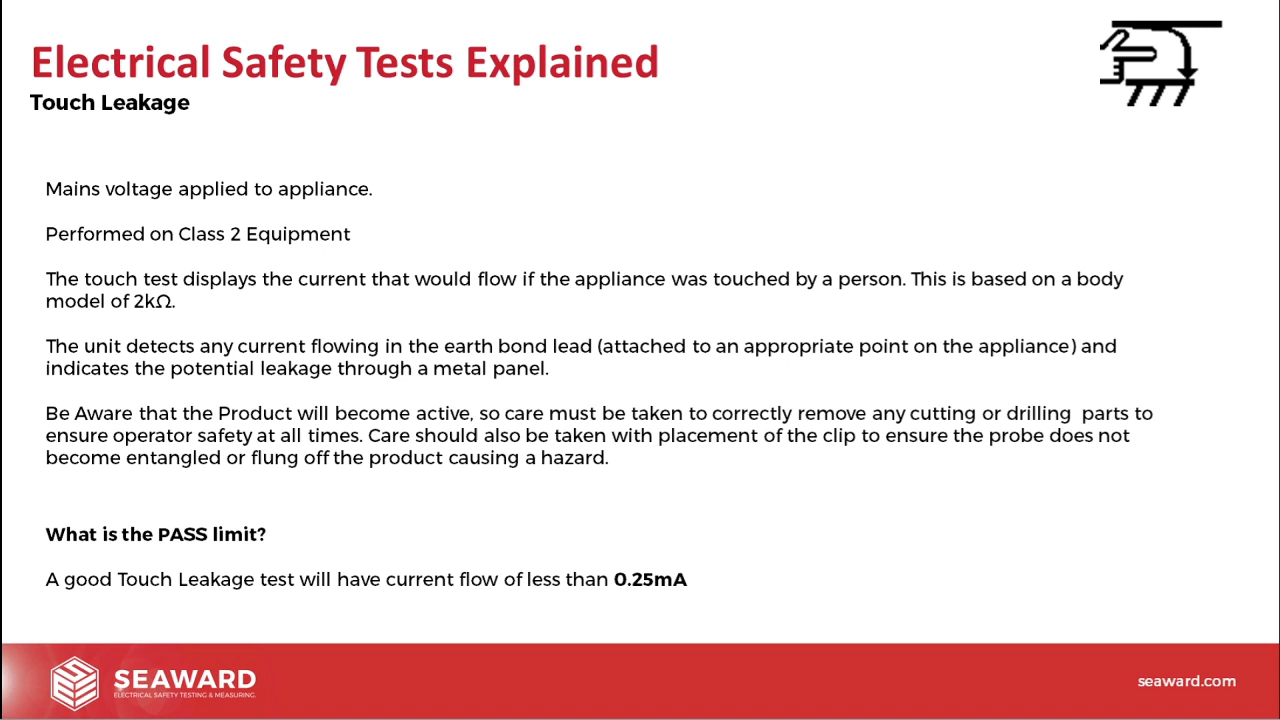 Electrical Safety Tests Explained
Touch Leakage
Mains voltage applied to appliance.
Performed on Class 2 Equipment
The touch test displays the current that would flow if the appliance was touched by a person. This is based on a body
model of 2kΩ.
The unit detects any current flowing in the earth bond lead (attached to an appropriate point on the appliance) and
indicates the potential leakage through a metal panel.
Be Aware that the Product will become active, so care must be taken to correctly remove any cutting or drilling  parts to
ensure operator safety at all times. Care should also be taken with placement of the clip to ensure the probe does not
become entangled or flung off the product causing a hazard.
What is the PASS limit?
A good Touch Leakage test will have current flow of less than 0.25mA
SEAWARD
ELECTRICAL SAFETY TESTING & MEASURING.
seaward.com